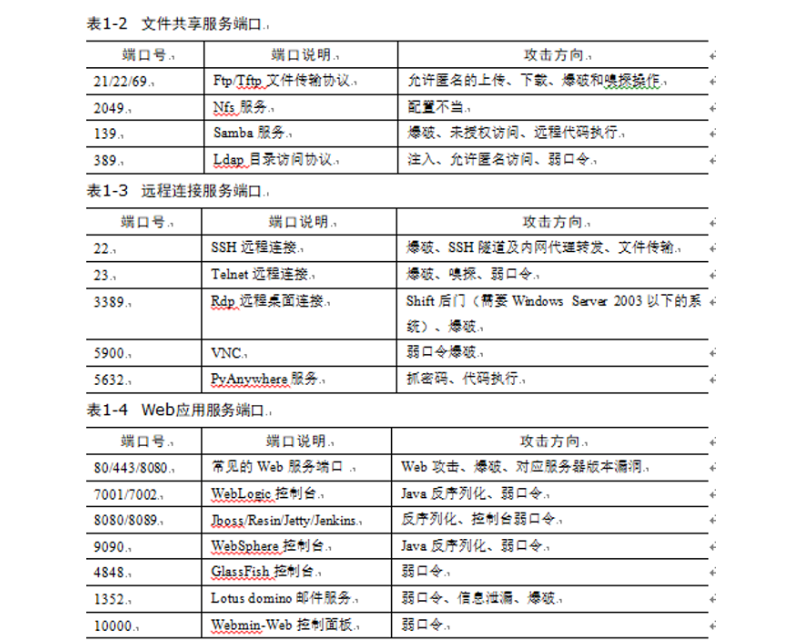 表1-2 文件共享服务端口
端口号 端口说明 攻击方向
21/22/69 Ftp/Tftp 文件传输协议 允许匿名的上传、下载、爆破和嗅探操作
2049 Nfs 服务 配置不当
139 Samba 服务 爆破、未授权访问、远程代码执行
389 Ldap 目录访问协议 注入、允许匿名访问、弱口令
表1-3 远程连接服务端口
端口号 端口说明 攻击方向
22 SSH 远程连接 爆破、SSH 隧道及内网代理转发、文件传输
23 Telnet 远程连接 爆破、嗅探、弱口令
3389 Rdp 远程桌面连接 Shift 后门（需要 Windows Server 2003 以下的系
统）、爆破
5900 VNC 弱口令爆破
5632 PyAnywhere 服务 抓密码、代码执行
表1-4 Web应用服务端口
端口号 端口说明 攻击方向
80/443/8080 常见的 Web 服务端口 Web 攻击、爆破、对应服务器版本漏洞
7001/7002 WebLogic 控制台 Java 反序列化、弱口令
8080/8089 Jboss/Resin/Jetty/Jenkins 反序列化、控制台弱口令
9090 WebSphere 控制台 Java 反序列化、弱口令
4848 GlassFish 控制台 弱口令
1352 Lotus domino 邮件服务 弱口令、信息泄漏、爆破
10000 Webmin-Web 控制面板 弱口令